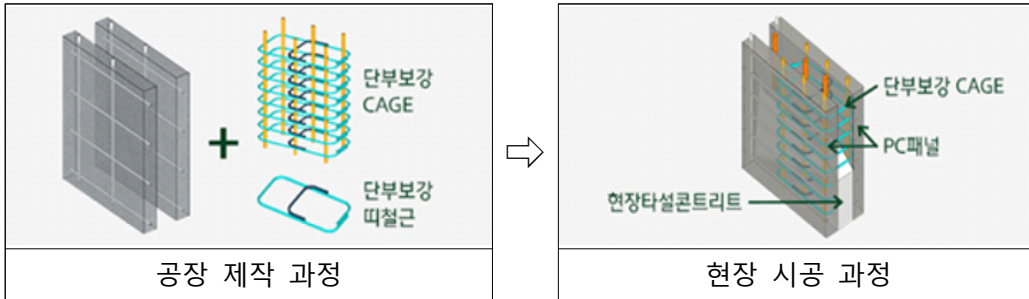 단부보강
CAGE
단부보강
띠철근
공장 제작 과정
단부보강 CAGE
PC패널
현장타설콘트리트
현장 시공 과정